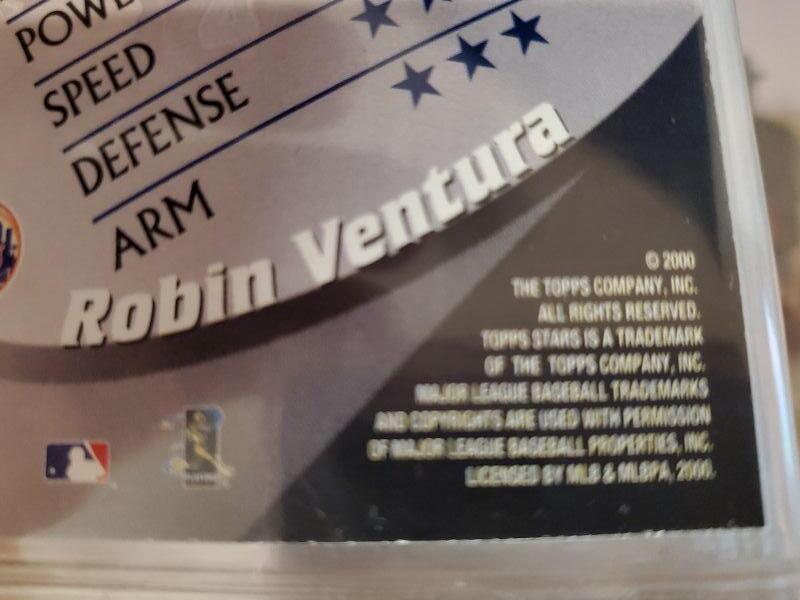 POWE
SPEED
DEFENSE
ARM
Robin Ventura
© 2000
THE TOPPS COMPANY, INC.
ALL RIGHTS RESERVED.
TOPPS STARS IS A TRADEMARK
OF THE TOPPS COMPANY, INC.
MAJOR LEAGUE BASEBALL TRADEMARKS
AND COPYRIGHTS ARE USED WITH PERMISSION
OF MAJOR LEAGUE BASEBALL PROPERTIES, INC.
LICENSED BY MLB & MLBPA, 2000.